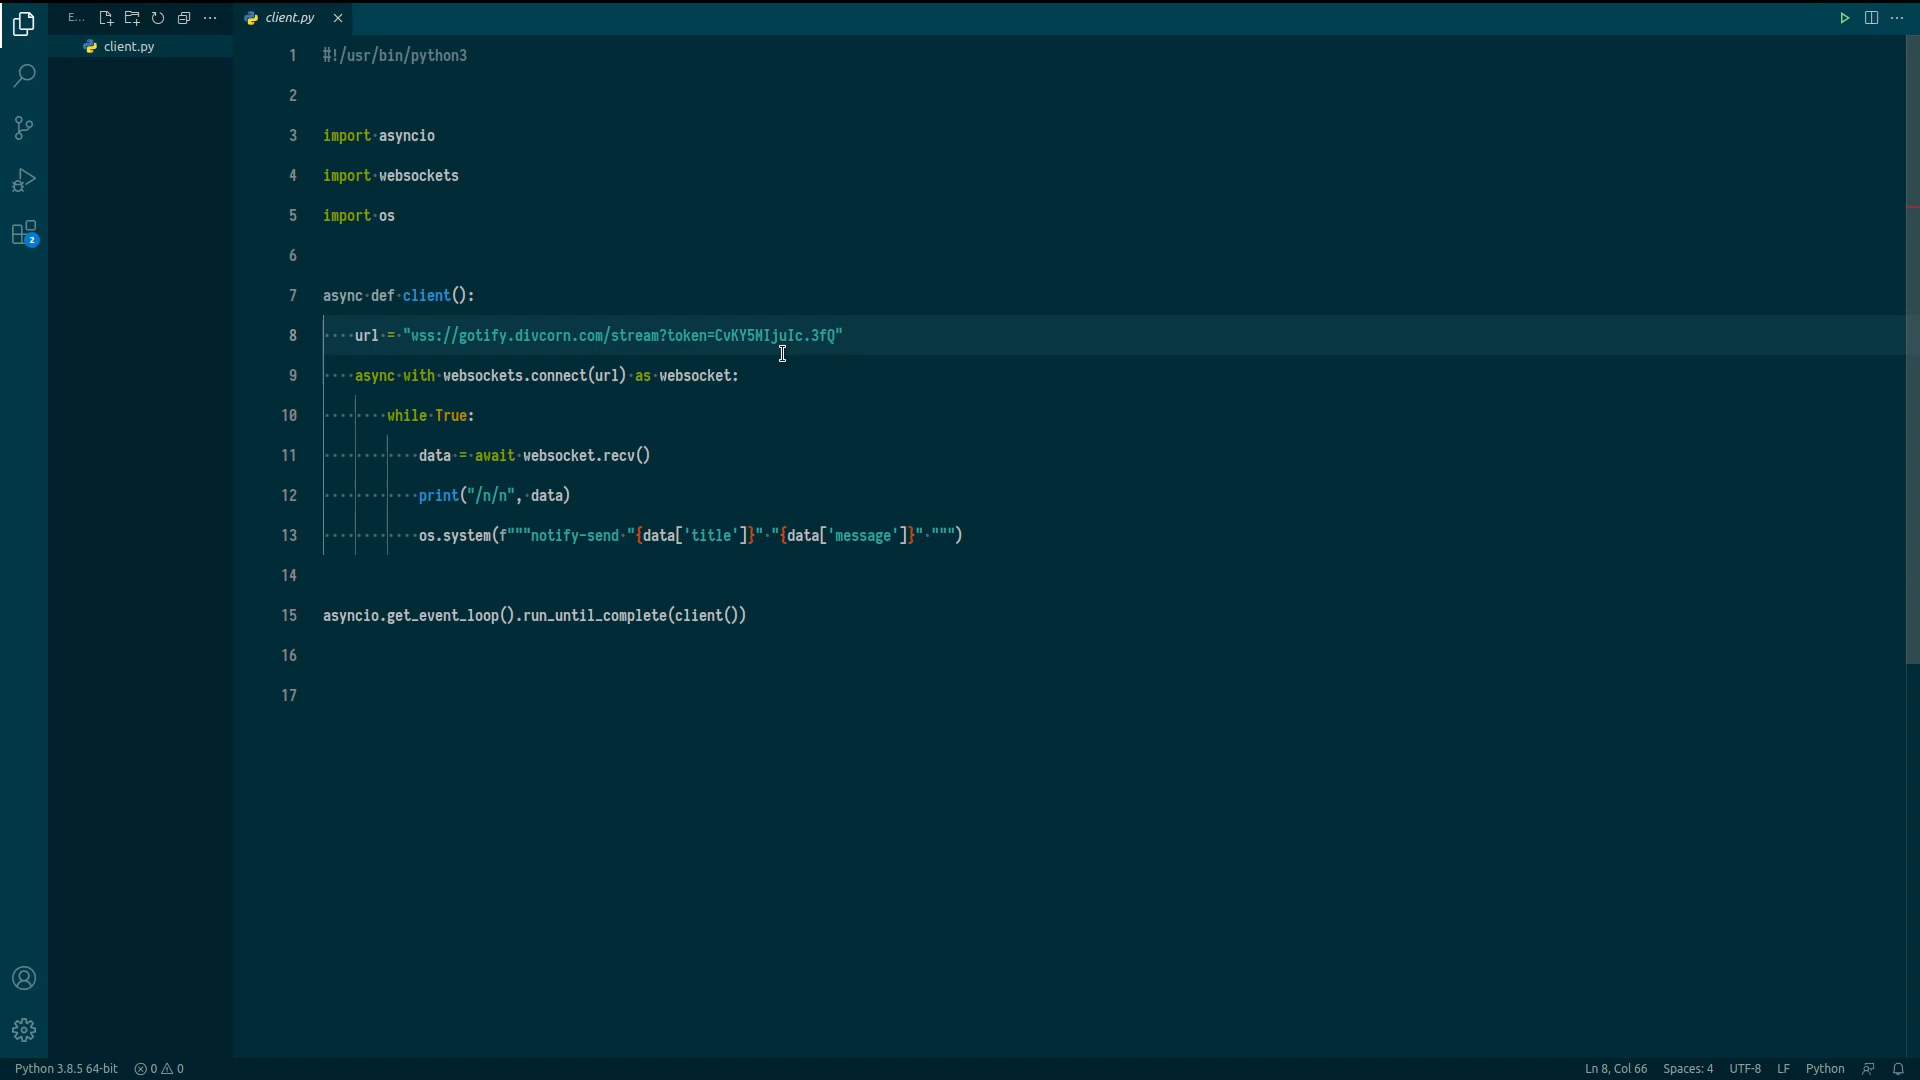 E...
client.py
client.py
1 #!/usr/bin/python3
2
3 import asyncio
4 import websockets
5 import os
6
7 async def client():
8 url = "wss://gotify.divcorn.com/stream?token=CvKY5MIjuIc.3fQ"
9 async with websockets.connect(url) as websocket:
10 while True:
11 data = await websocket.recv()
12 print("/n/n", data)
13 os.system(f"""notify-send "{data['title']}" "{data['message']}" """)
14
15 asyncio.get_event_loop().run_until_complete(client())
16
17
2
Python 3.8.5 64-bit 0 0 Ln 8, Col 66 Spaces: 4 UTF-8 LF Python